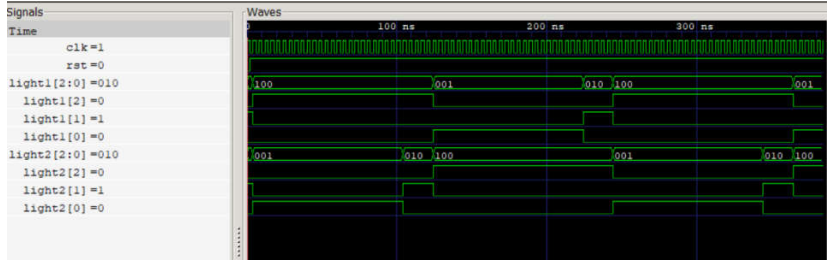 Signals
Waves
Time
100 ns
200 ns
300 ns
clk=1
rst=0
light1[2:0]=010
100
001
010
100
001
light1[2]=0
light1[1]=1
light1[0]=0
light2[2:0]=010
001
010
100
001
010
100
light2[2]=0
light2[1]=1
light2[0]=0